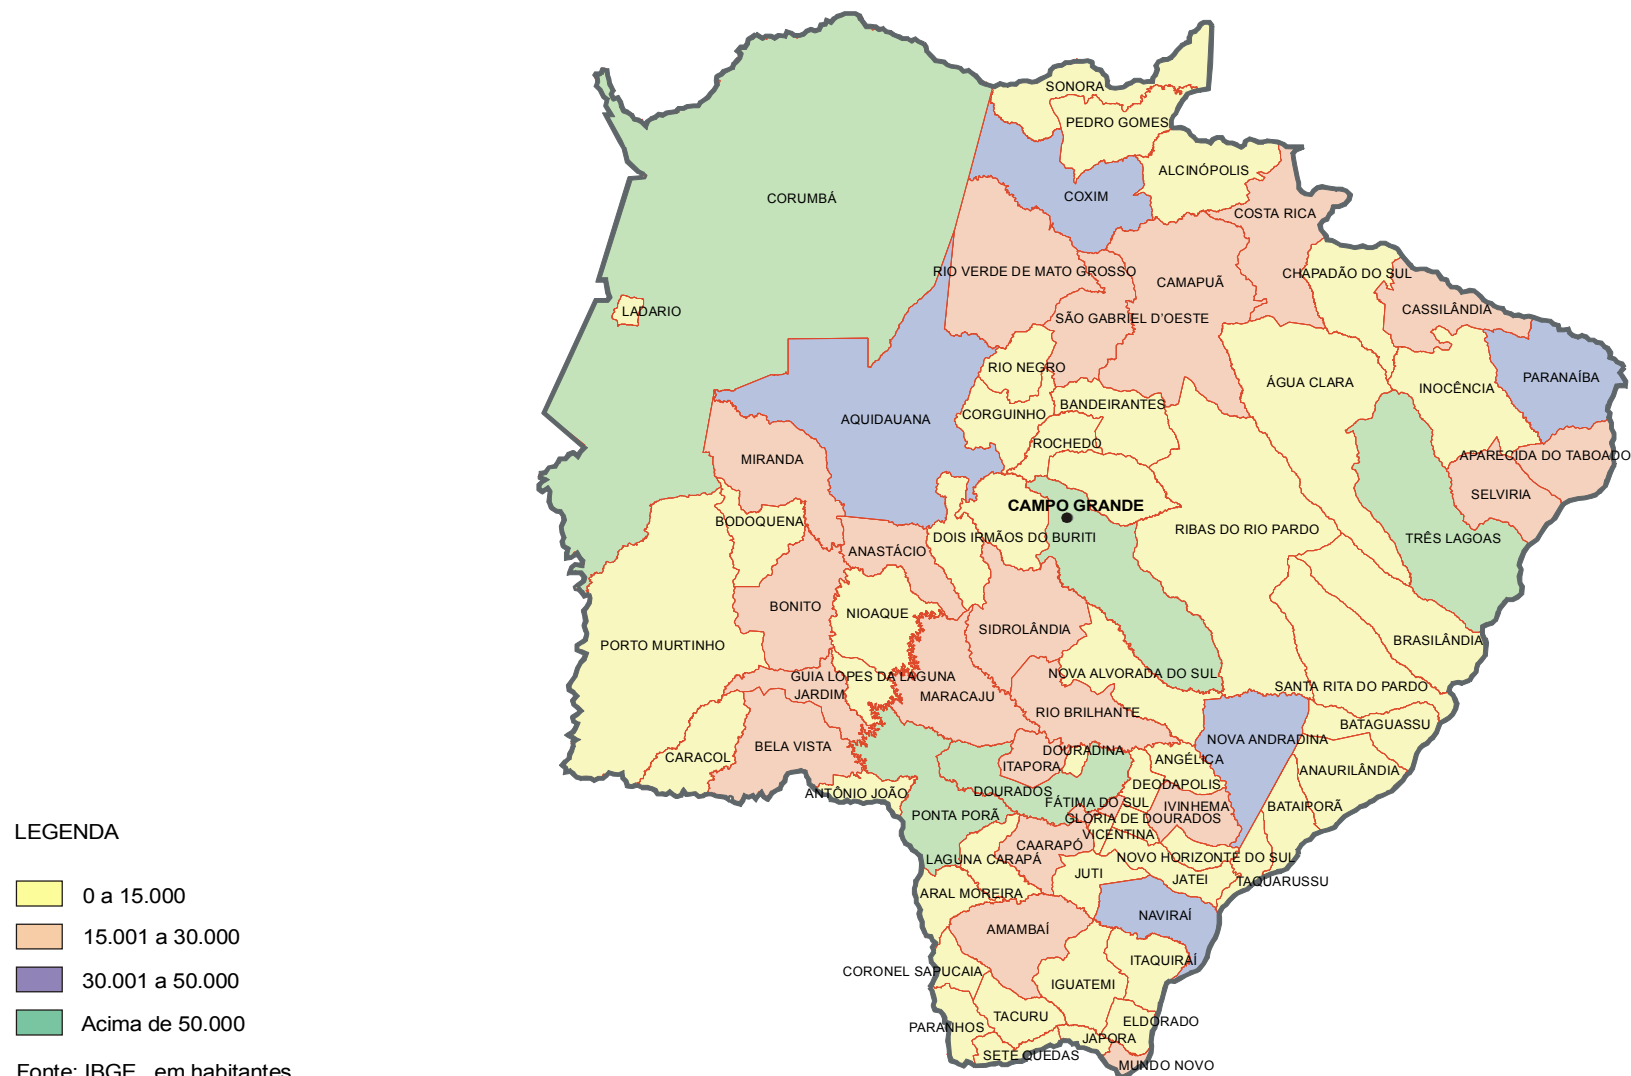 SONORA
PEDRO GOMES
ALCINÓPOLIS
CORUMBÁ
COXIM
COSTA RICA
RIO VERDE DE MATO GROSSO
CHAPADÃO DO SUL
CAMAPUÃ
LADARIO
SÃO GABRIEL D'OESTE
CASSILÂNDIA
RIO NEGRO
ÁGUA CLARA
INOCÊNCIA
PARANAÍBA
AQUIDAUANA
CORGUINHO
BANDEIRANTES
ROCHEDO
MIRANDA
APARECIDA DO TABOADO
SELVIRIA
CAMPO GRANDE
BODOQUENA
RIBAS DO RIO PARDO
DOIS IRMÃOS DO BURITI
TRÊS LAGOAS
ANASTÁCIO
BONITO
NIOAQUE
SIDROLÂNDIA
PORTO MURTINHO
BRASILÂNDIA
GUIA LOPES DA LAGUNA
NOVA ALVORADA DO SUL
JARDIM
MARACAJU
SANTA RITA DO PARDO
RIO BRILHANTE
BATAGUASSU
BELA VISTA
NOVA ANDRADINA
CARACOL
DOURADINA
ITAPORA
ANGÉLICA
ANAURILÂNDIA
DEODAPOLIS
ANTÔNIO JOÃO
DOURADOS
FÁTIMA DO SUL
IVINHEMA
BATAIPORÃ
PONTA PORÃ
GLÓRIA DE DOURADOS
VICENTINA
CAARAPÓ
LAGUNA CARAPÁ
NOVO HORIZONTE DO SUL
JUTI
JATEI
TAQUARUSSU
ARAL MOREIRA
NAVIRAÍ
AMAMBAÍ
ITAQUIRAÍ
CORONEL SAPUCAIA
IGUATEMI
TACURU
ELDORADO
PARANHOS
JAPORA
SETE QUEDAS
MUNDO NOVO
LEGENDA
0 a 15.000
15.001 a 30.000
30.001 a 50.000
Acima de 50.000
Fonte: IBGE em habitantes